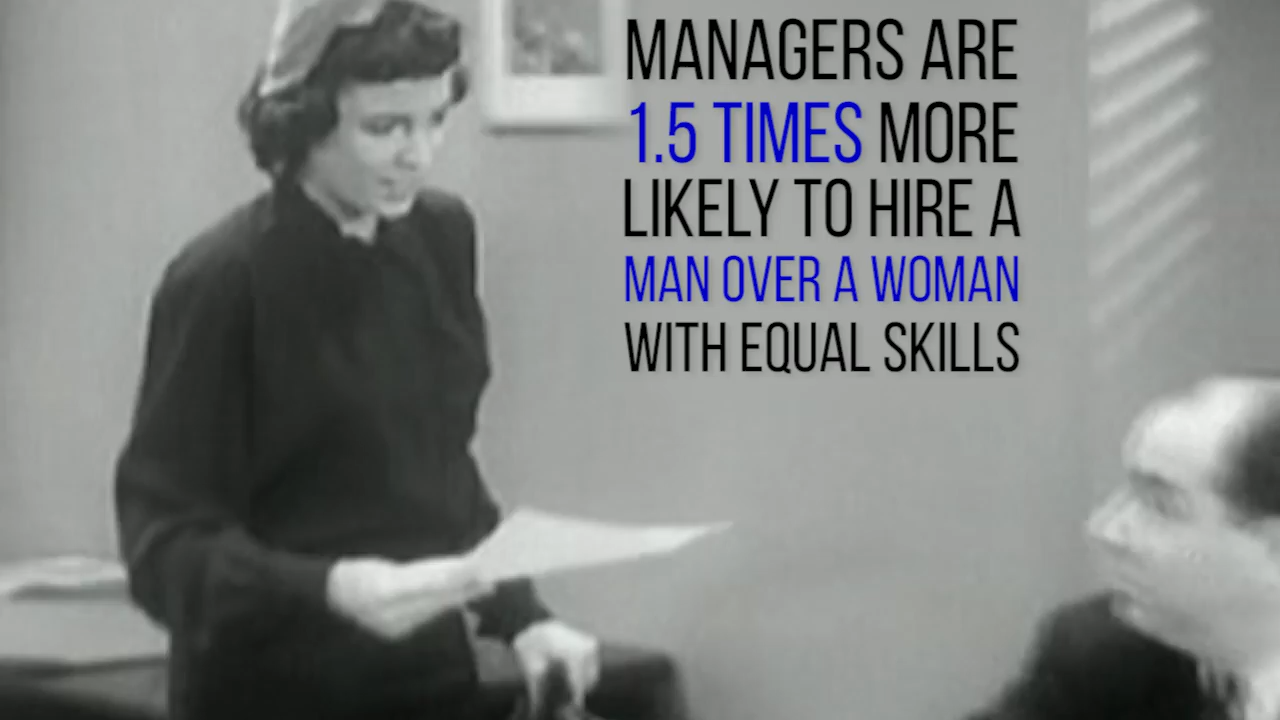 MANAGERS ARE
1.5 TIMES MORE
LIKELY TO HIRE A
MAN OVER A WOMAN
WITH EQUAL SKILLS